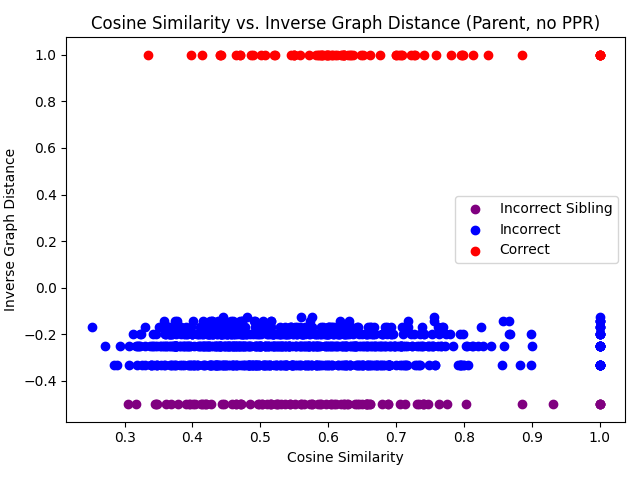 Cosine Similarity vs. Inverse Graph Distance (Parent, no PPR)
1.0
0.8
0.6
0.4
0.2
0.0
−0.2
−0.4
Inverse Graph Distance
Incorrect Sibling
Incorrect
Correct
0.3 0.4 0.5 0.6 0.7 0.8 0.9 1.0
Cosine Similarity